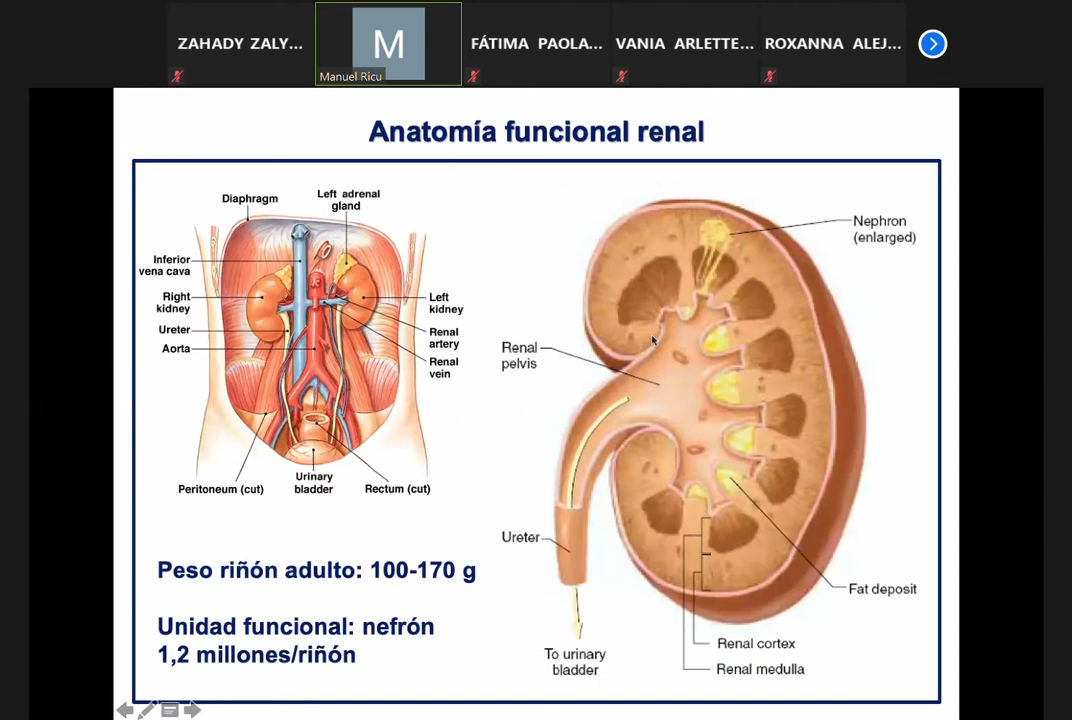 ZAHADY ZALY...
M
Manuel Ricu
FÁTIMA PAOLA...
VANIA ARLETTE...
ROXANNA ALEJ...
Anatomía funcional renal
Diaphragm
Left adrenal
gland
Inferior
vena cava
Right
kidney
Ureter
Aorta
Left
kidney
Renal
artery
Renal
vein
Peritoneum (cut)
Urinary
bladder
Rectum (cut)
Nephron
(enlarged)
Renal
pelvis
Ureter
To urinary
bladder
Fat deposit
Renal cortex
Renal medulla
Peso riñón adulto: 100-170 g
Unidad funcional: nefrón
1,2 millones/riñón